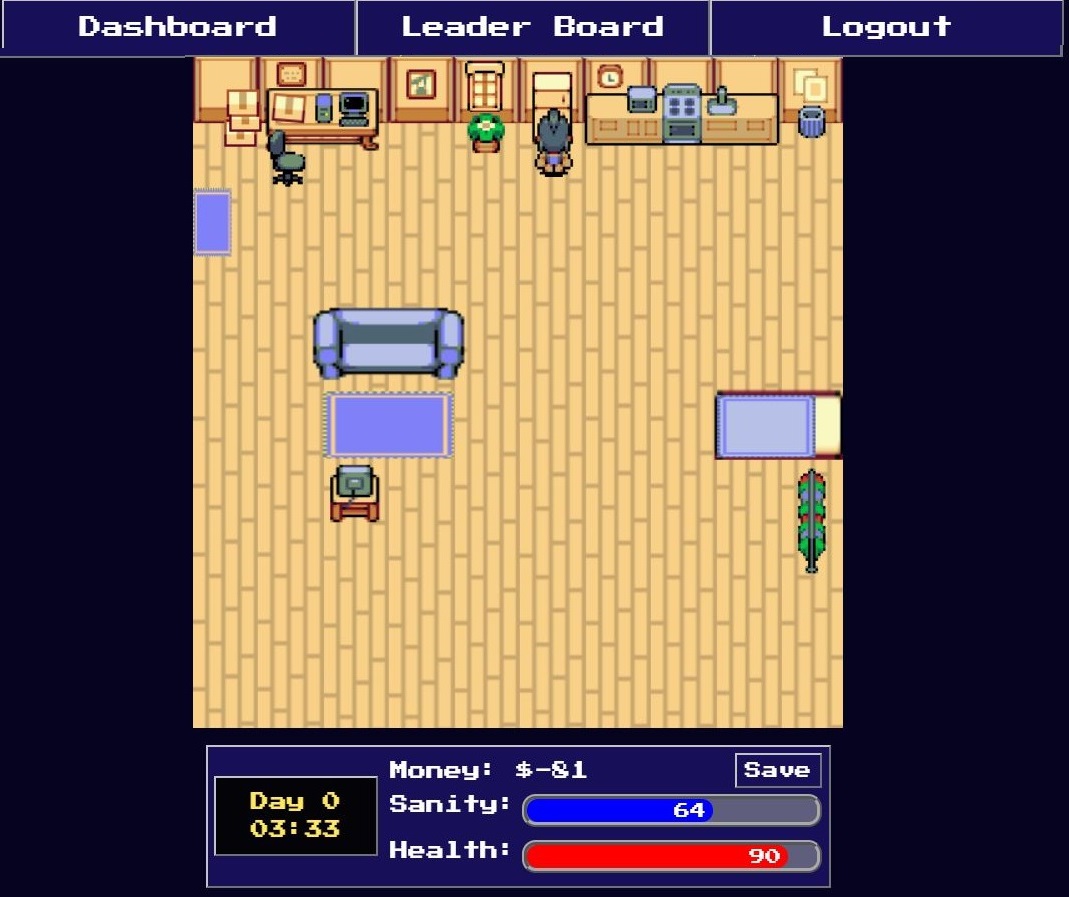 Dashboard
Leader Board
Logout
Money: $-81
Save
Day 0
03:33
Sanity:
64
Health:
90